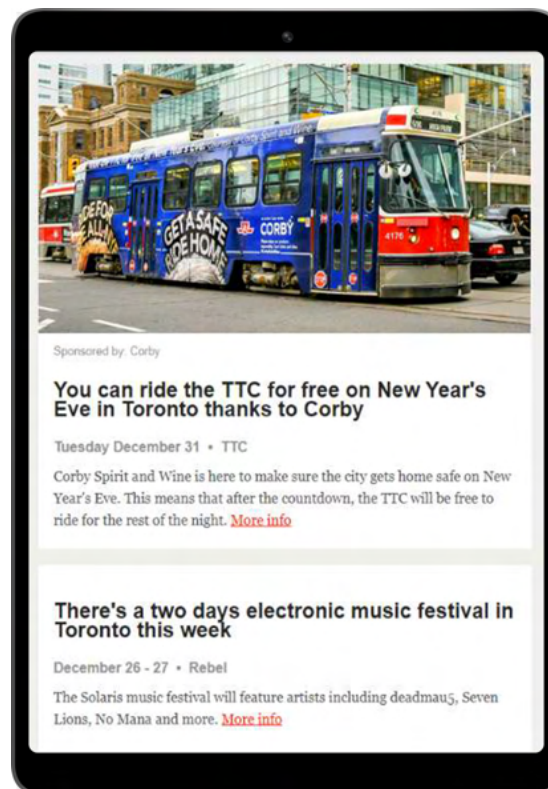 GET A SAFE
RIDE HOME
CORBY
4176
Sponsored by: Corby
You can ride the TTC for free on New Year's
Eve in Toronto thanks to Corby
Tuesday December 31 • TTC
Corby Spirit and Wine is here to make sure the city gets home safe on New
Year's Eve. This means that after the countdown, the TTC will be free to
ride for the rest of the night. More info
There's a two days electronic music festival in
Toronto this week
December 26 - 27 • Rebel
The Solaris music festival will feature artists including deadmau5, Seven
Lions, No Mana and more. More info